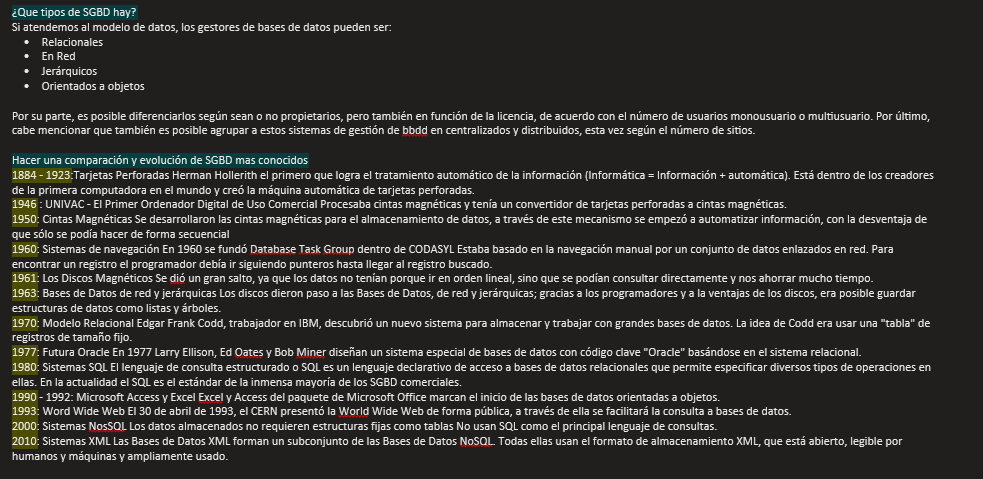 ¿Que tipos de SGBD hay?
Si atendemos al modelo de datos, los gestores de bases de datos pueden ser:
• Relacionales
• En Red
• Jerárquicos
• Orientados a objetos
Por su parte, es posible diferenciarlos según sean o no propietarios, pero también en función de la licencia, de acuerdo con el número de usuarios monousuario o multiusuario. Por último,
cabe mencionar que también es posible agrupar a estos sistemas de gestión de bbdd en centralizados y distribuidos, esta vez según el número de sitios.
Hacer una comparación y evolución de SGBD mas conocidos
1884 - 1923:Tarjetas Perforadas Herman Hollerith el primero que logra el tratamiento automático de la información (Informática = Información + automática). Está dentro de los creadores
de la primera computadora en el mundo y creó la máquina automática de tarjetas perforadas.
1946 : UNIVAC - El Primer Ordenador Digital de Uso Comercial Procesaba cintas magnéticas y tenía un convertidor de tarjetas perforadas a cintas magnéticas.
1950: Cintas Magnéticas Se desarrollaron las cintas magnéticas para el almacenamiento de datos, a través de este mecanismo se empezó a automatizar información, con la desventaja de
que sólo se podía hacer de forma secuencial
1960: Sistemas de navegación En 1960 se fundó Database Task Group dentro de CODASYL Estaba basado en la navegación manual por un conjunto de datos enlazados en red. Para
encontrar un registro el programador debía ir siguiendo punteros hasta llegar al registro buscado.
1961: Los Discos Magnéticos Se dió un gran salto, ya que los datos no tenían porque ir en orden lineal, sino que se podían consultar directamente y nos ahorrar mucho tiempo.
1963: Bases de Datos de red y jerárquicas Los discos dieron paso a las Bases de Datos, de red y jerárquicas; gracias a los programadores y a la ventajas de los discos, era posible guardar
estructuras de datos como listas y árboles.
1970: Modelo Relacional Edgar Frank Codd, trabajador en IBM, descubrió un nuevo sistema para almacenar y trabajar con grandes bases de datos. La idea de Codd era usar una "tabla" de
registros de tamaño fijo.
1977: Futura Oracle En 1977 Larry Ellison, Ed Oates y Bob Miner diseñan un sistema especial de bases de datos con código clave "Oracle" basándose en el sistema relacional.
1980: Sistemas SQL El lenguaje de consulta estructurado o SQL es un lenguaje declarativo de acceso a bases de datos relacionales que permite especificar diversos tipos de operaciones en
ellas. En la actualidad el SQL es el estándar de la inmensa mayoría de los SGBD comerciales.
1990 - 1992: Microsoft Access y Excel Excel y Access del paquete de Microsoft Office marcan el inicio de las bases de datos orientadas a objetos.
1993: Word Wide Web El 30 de abril de 1993, el CERN presentó la World Wide Web de forma pública, a través de ella se facilitará la consulta a bases de datos.
2000: Sistemas NosSQL Los datos almacenados no requieren estructuras fijas como tablas No usan SQL como el principal lenguaje de consultas.
2010: Sistemas XML Las Bases de Datos XML forman un subconjunto de las Bases de Datos NoSQL. Todas ellas usan el formato de almacenamiento XML, que está abierto, legible por
humanos y máquinas y ampliamente usado.